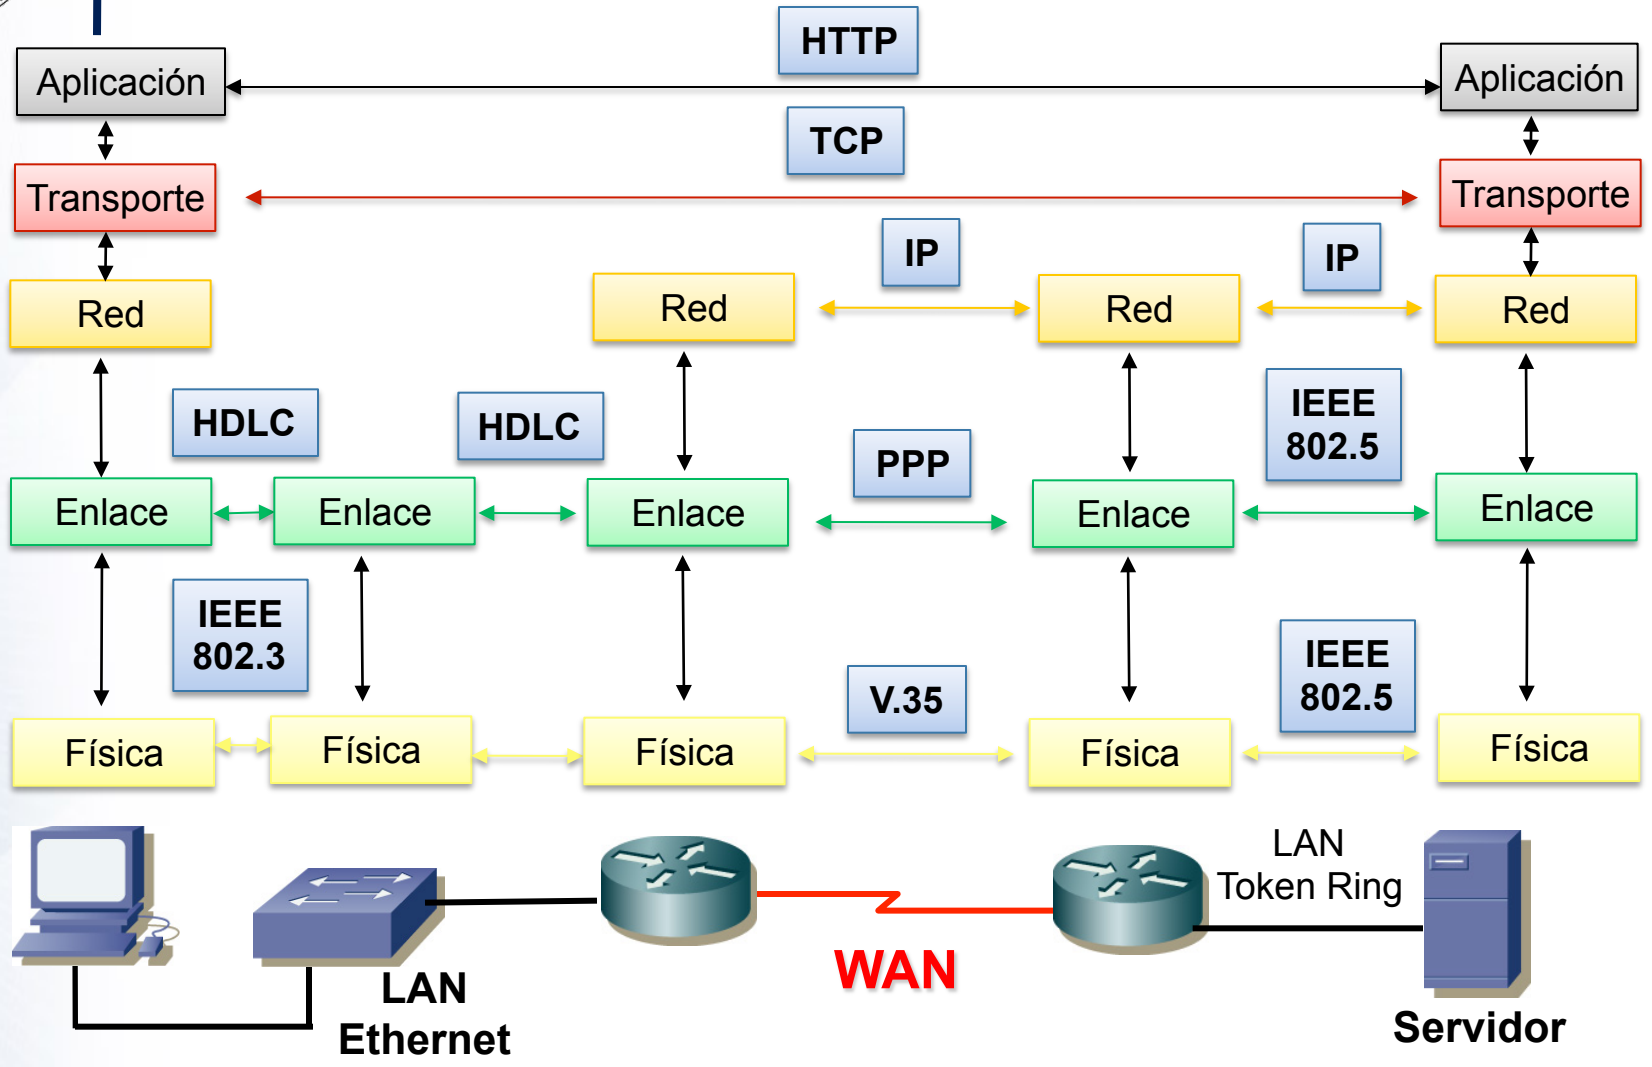 HTTP
Aplicación
Aplicación
TCP
Transporte
Transporte
IP
IP
Red
Red
Red
Red
HDLC
HDLC
PPP
IEEE
802.5
Enlace
Enlace
Enlace
Enlace
Enlace
IEEE
802.3
V.35
IEEE
802.5
Física
Física
Física
Física
Física
LAN
Token Ring
WAN
LAN
Ethernet
Servidor